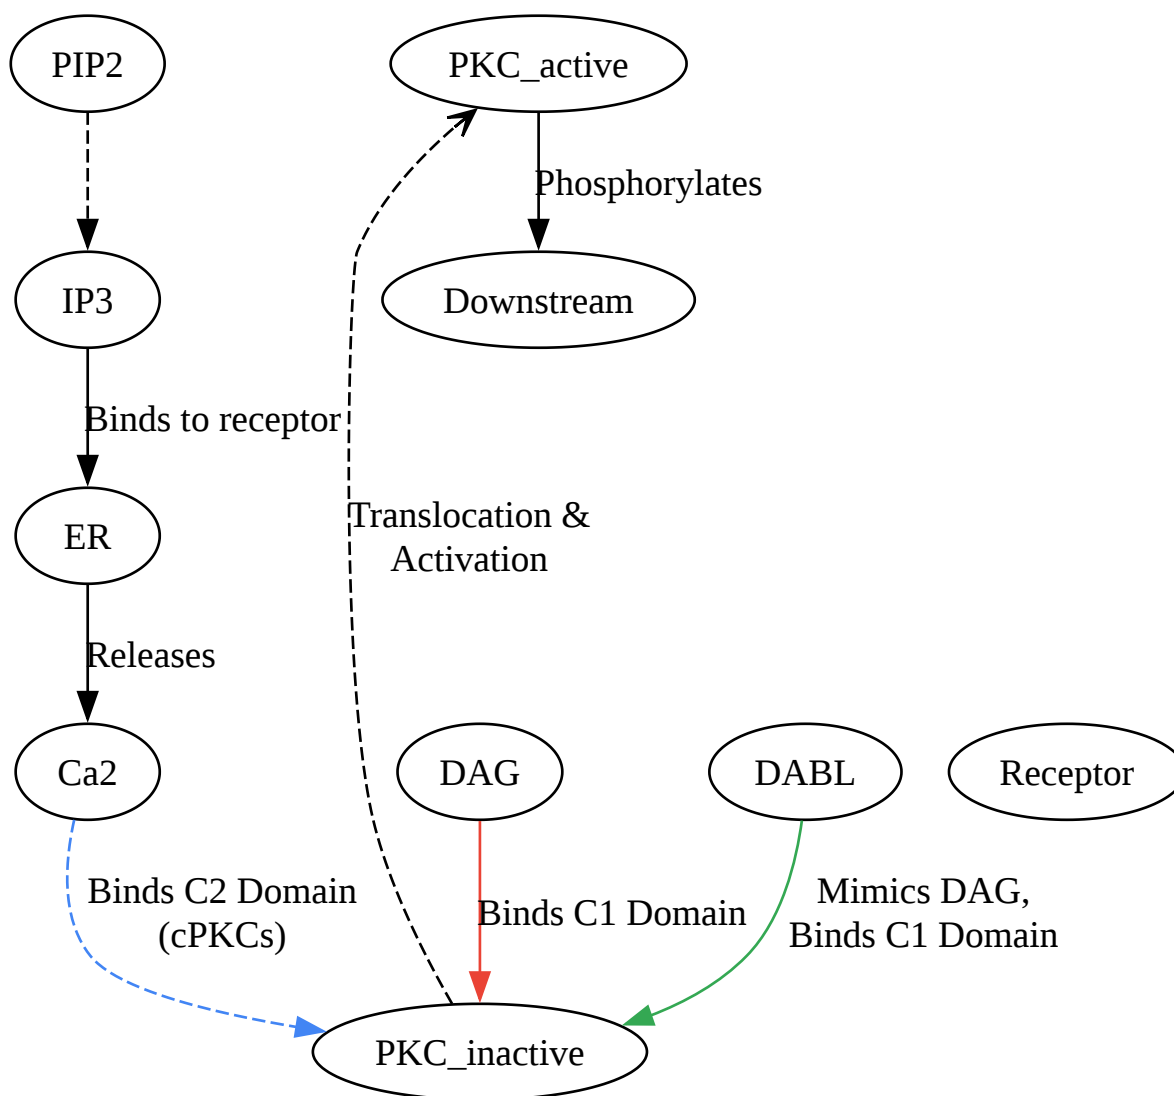 PIP2
PKC_active
Phosphorylates
IP3
Downstream
Binds to receptor
Translocation &
Activation
ER
Releases
Ca2
DAG
DABL
Receptor
Binds C2 Domain
(cPKCs)
Binds C1 Domain
Mimics DAG,
Binds C1 Domain
PKC_inactive